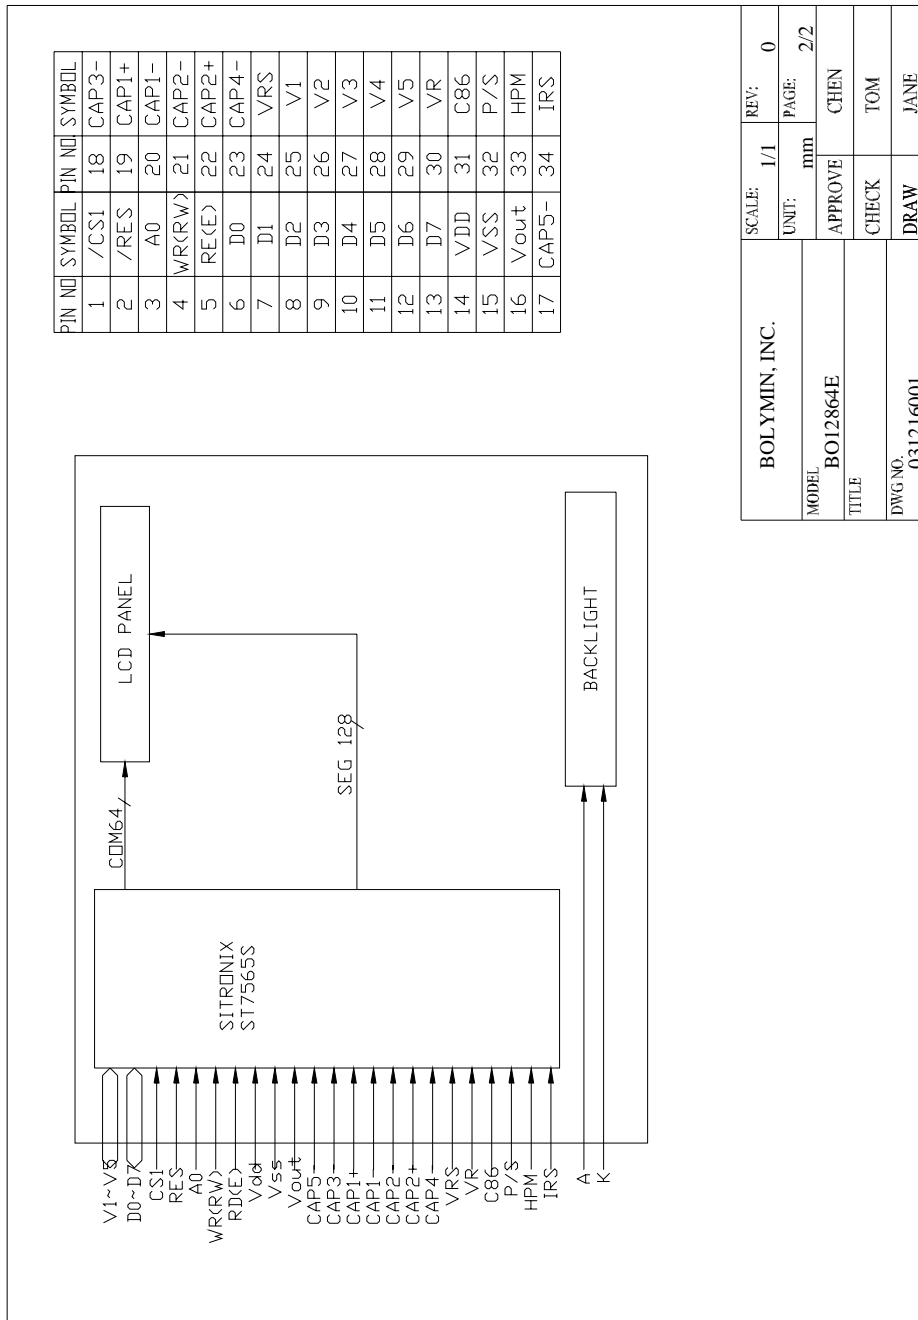 PIN NO SYMBOL PIN NO. SYMBOL
1 /CS1 18 CAP3-
2 /RES 19 CAP1+
3 A0 20 CAP1-
4 WR(RW) 21 CAP2-
5 RE(E) 22 CAP2+
6 D0 23 CAP4-
7 D1 24 VRS
8 D2 25 V1
9 D3 26 V2
10 D4 27 V3
11 D5 28 V4
12 D6 29 V5
13 D7 30 VR
14 VDD 31 C86
15 VSS 32 P/S
16 Vout 33 HPM
17 CAP5- 34 IRS
LCD PANEL
COM64
SEG 128
BACKLIGHT
SITRONIX
ST7565S
V1~V5
D0~D7
CS1
RES
A0
WR(RW)
RD(E)
Vdd
Vss
Vout
CAP5-
CAP3-
CAP1+
CAP1-
CAP2-
CAP2+
CAP4-
VRS
VR
C86
P/S
HPM
IRS
A
K
BOLYMIN, INC.
SCALE: 1/1 REV: 0
UNIT: mm PAGE: 2/2
MODEL BO12864E
APPROVE CHEN
TITLE
CHECK TOM
DWG NO. 031216001
DRAW JANE